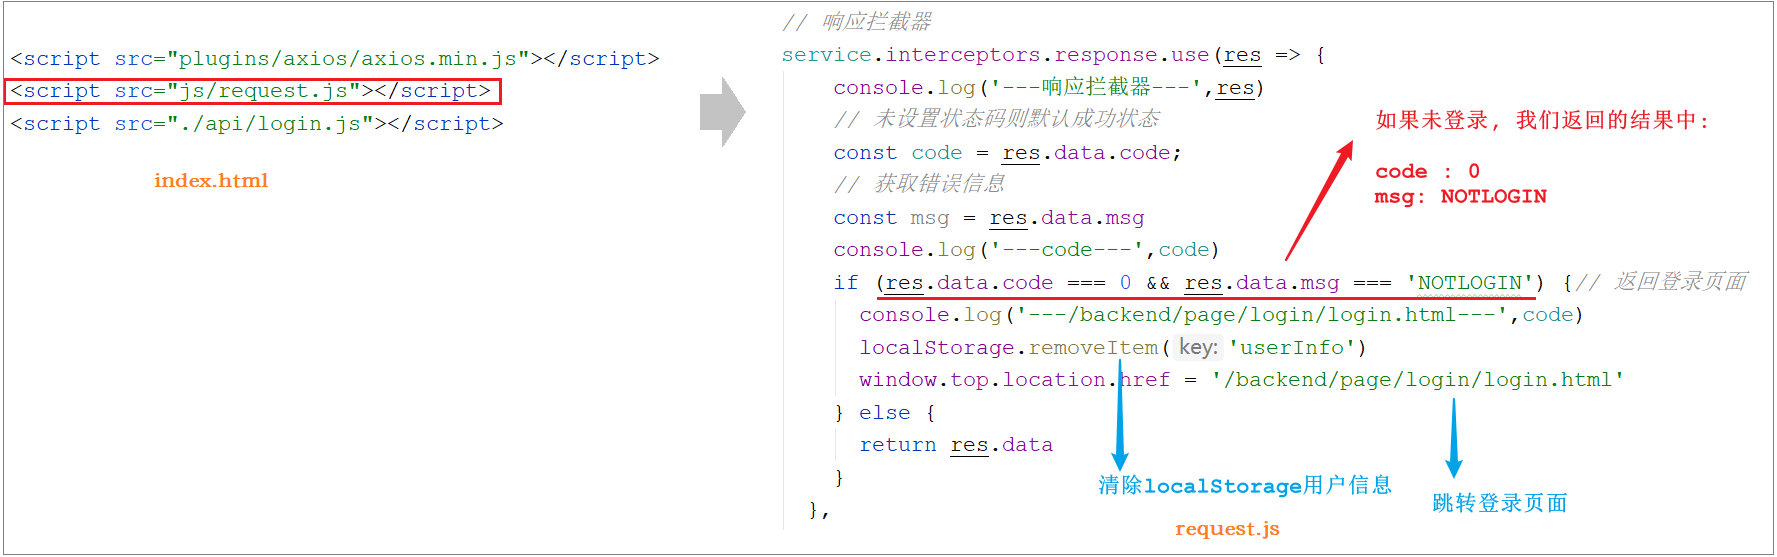 <script src="plugins/axios/axios.min.js"></script>
<script src="js/request.js"></script>
<script src="./api/login.js"></script>
index.html
// 响应拦截器
service.interceptors.response.use(res => {
console.log('---响应拦截器---',res)
// 未设置状态码则默认成功状态
const code = res.data.code;
// 获取错误信息
const msg = res.data.msg
console.log('---code---',code)
if (res.data.code === 0 && res.data.msg === 'NOTLOGIN') {// 返回登录页面
console.log('---/backend/page/login/login.html---',code)
localStorage.removeItem( key: 'userInfo')
window.top.location.href = '/backend/page/login/login.html'
} else {
return res.data
}
},
如果未登录, 我们返回的结果中:
code : 0
msg: NOTLOGIN
清除localStorage用户信息
跳转登录页面
request.js